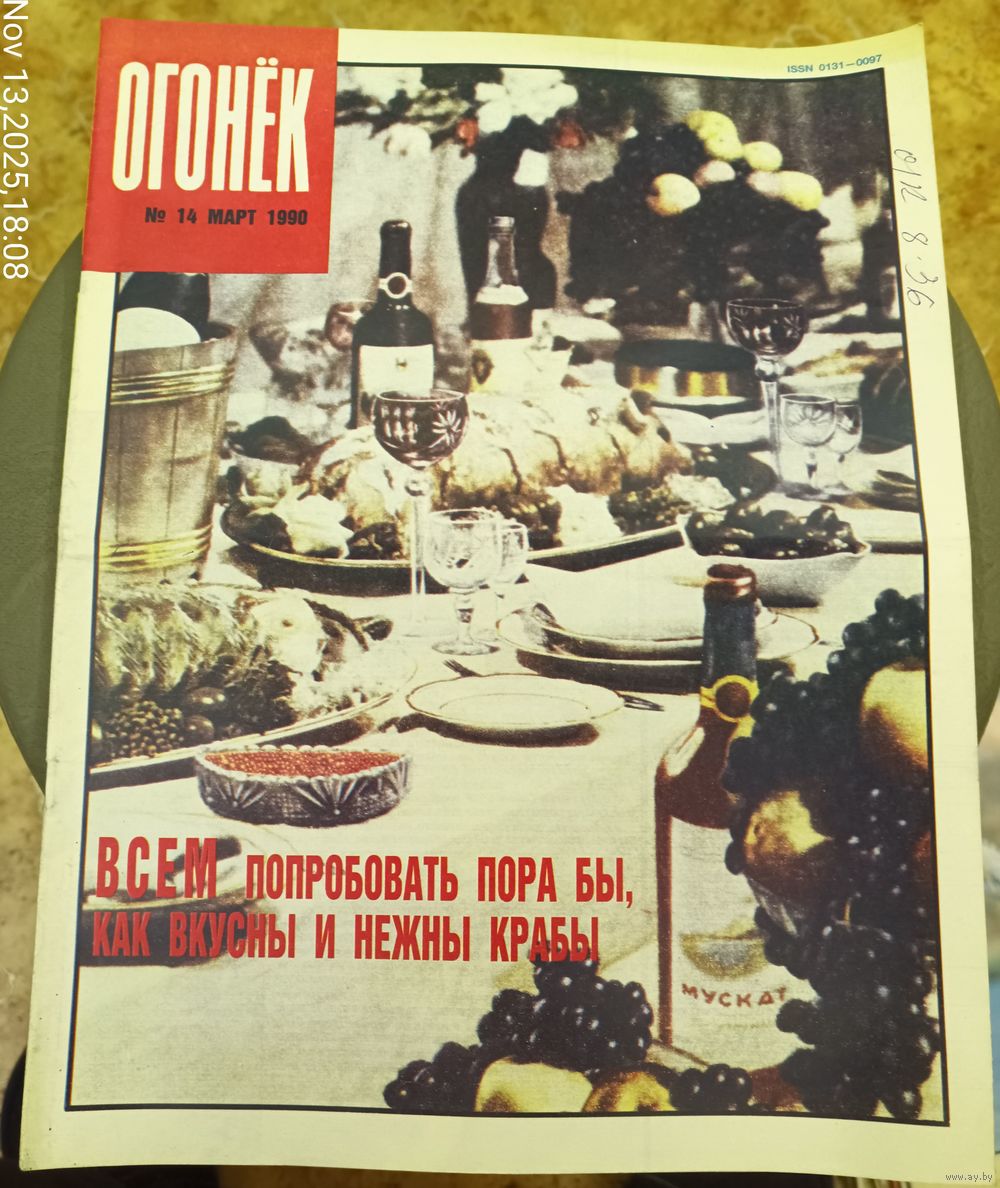 Nov 13,2025,18:08
ОГОНЁК
№ 14 МАРТ 1990
ISSN 0131—0097
ВСЕМ ПОПРОБОВАТЬ ПОРА БЫ,
КАК ВКУСНЫ И НЕЖНЫ КРАБЫ
МУСКАТ
www.ay.by